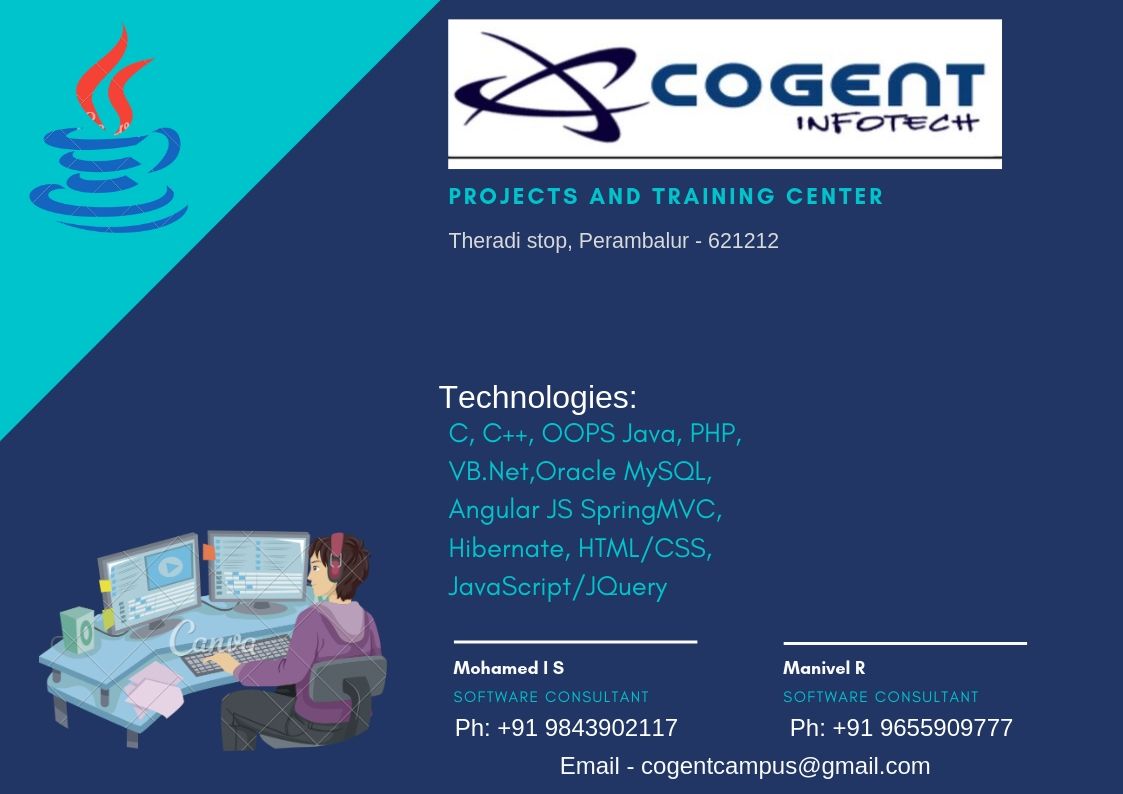 COGENT
INFOTECH
PROJECTS AND TRAINING CENTER
Theradi stop, Perambalur - 621212
Technologies:
C, C++, OOPS Java, PHP,
VB.Net,Oracle MySQL,
Angular JS SpringMVC,
Hibernate, HTML/CSS,
JavaScript/JQuery
Canva
Mohamed I S
SOFTWARE CONSULTANT
Ph: +91 9843902117
Manivel R
SOFTWARE CONSULTANT
Ph: +91 9655909777
Email - cogentcampus@gmail.com